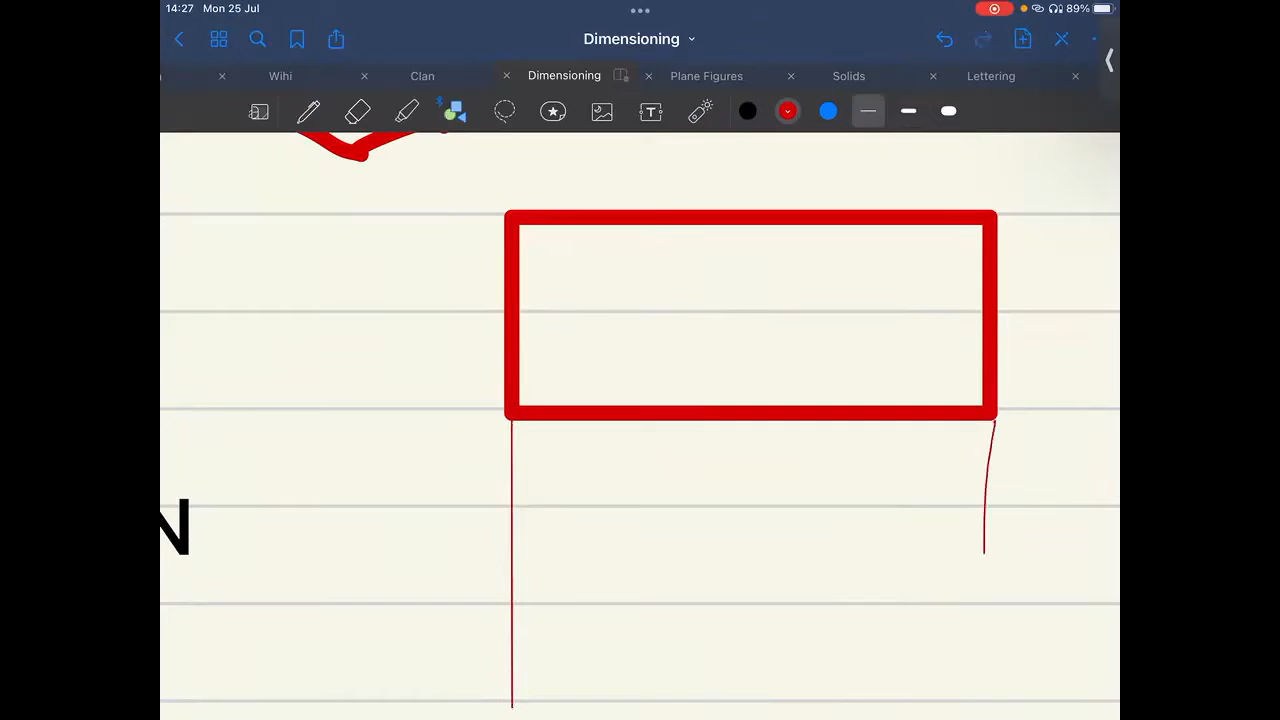 14:27 Mon 25 Jul 89%
Dimensioning
Wihi Clan Dimensioning Plane Figures Solids Lettering
T
N